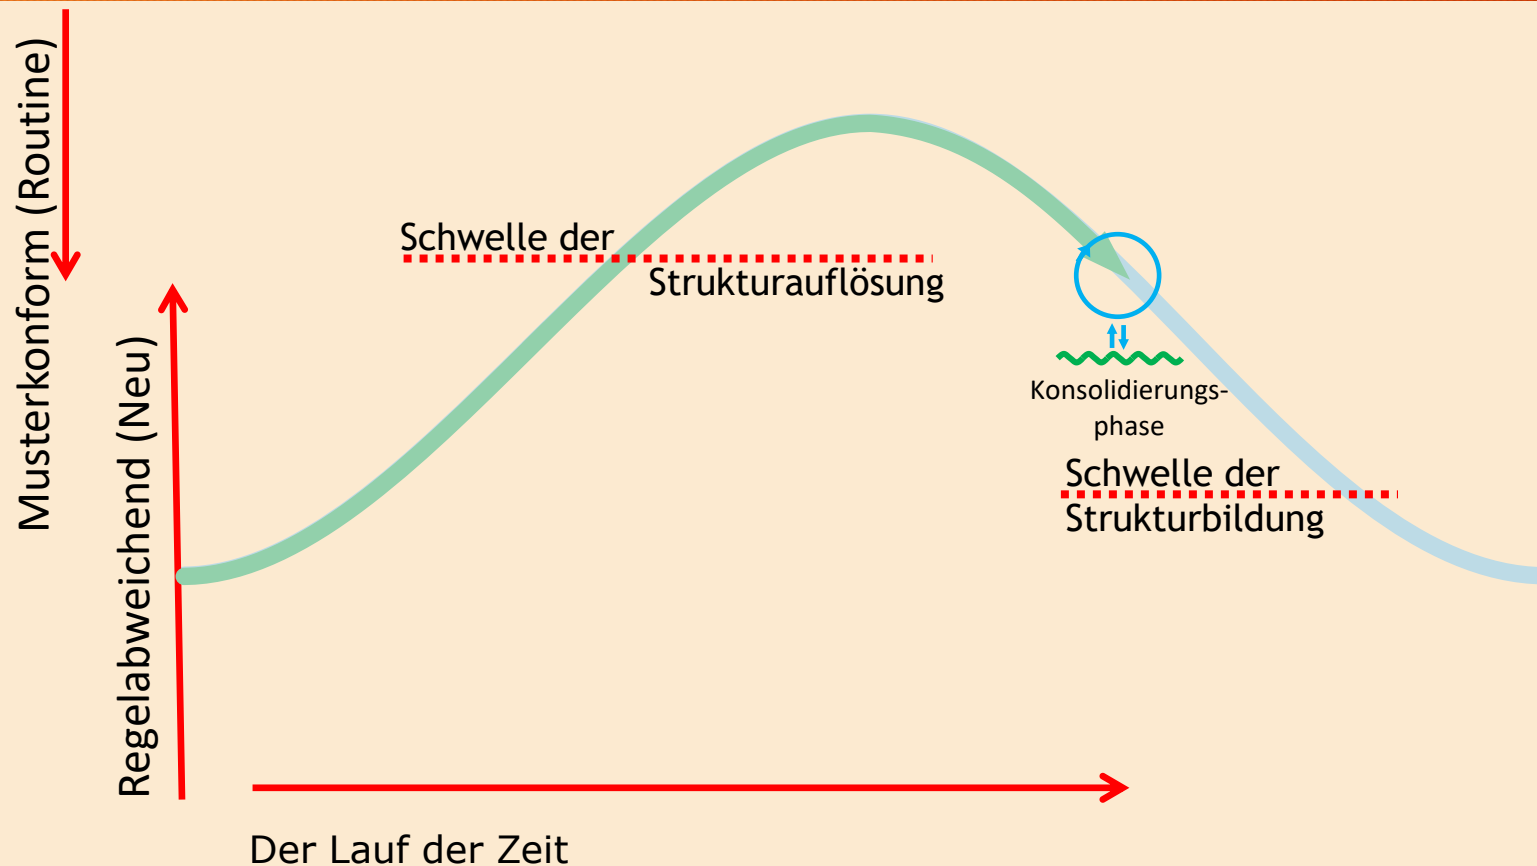 Musterkonform (Routine)
Regelabweichend (Neu)
Schwelle der
Strukturauflösung
Konsolidierungs-
phase
Schwelle der
Strukturbildung
Der Lauf der Zeit